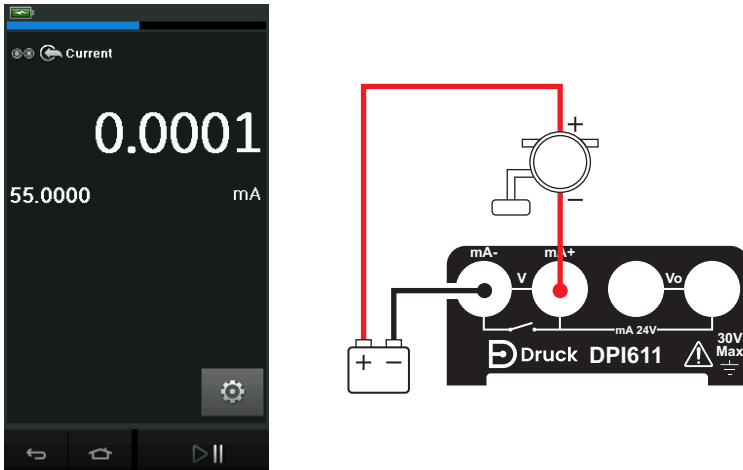 Current
0.0001
55.0000 mA
+
−
mA- mA+
V Vo
mA 24V
+ −
Druck DPI611
30V
Max